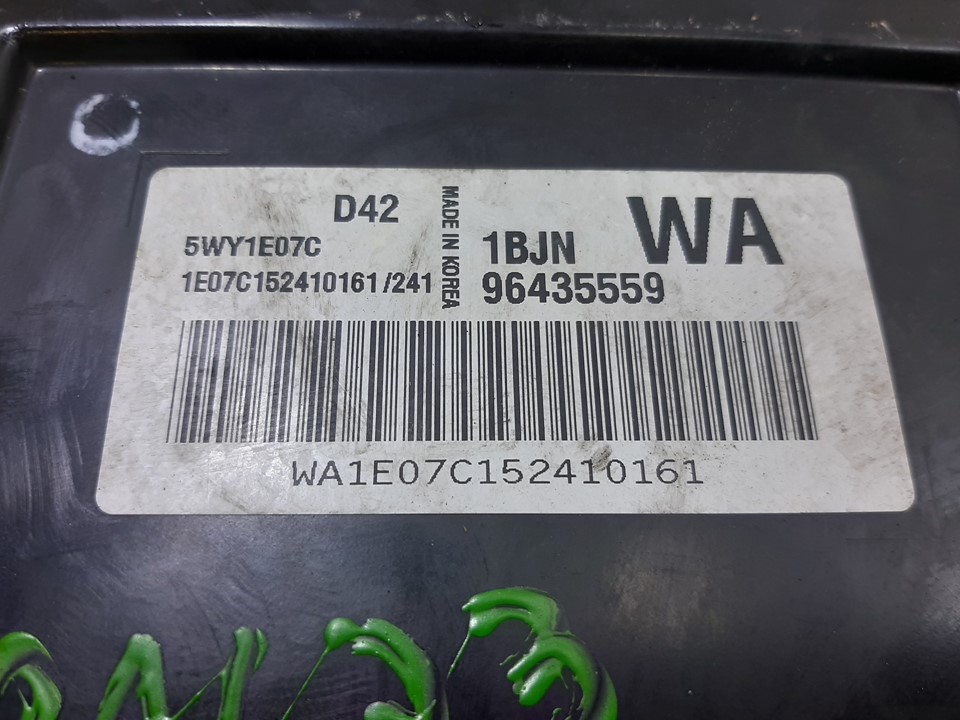 D42
MADE IN KOREA
WA
5WY1E07C
1BJN
1E07C152410161/241
96435559
WA1E07C152410161